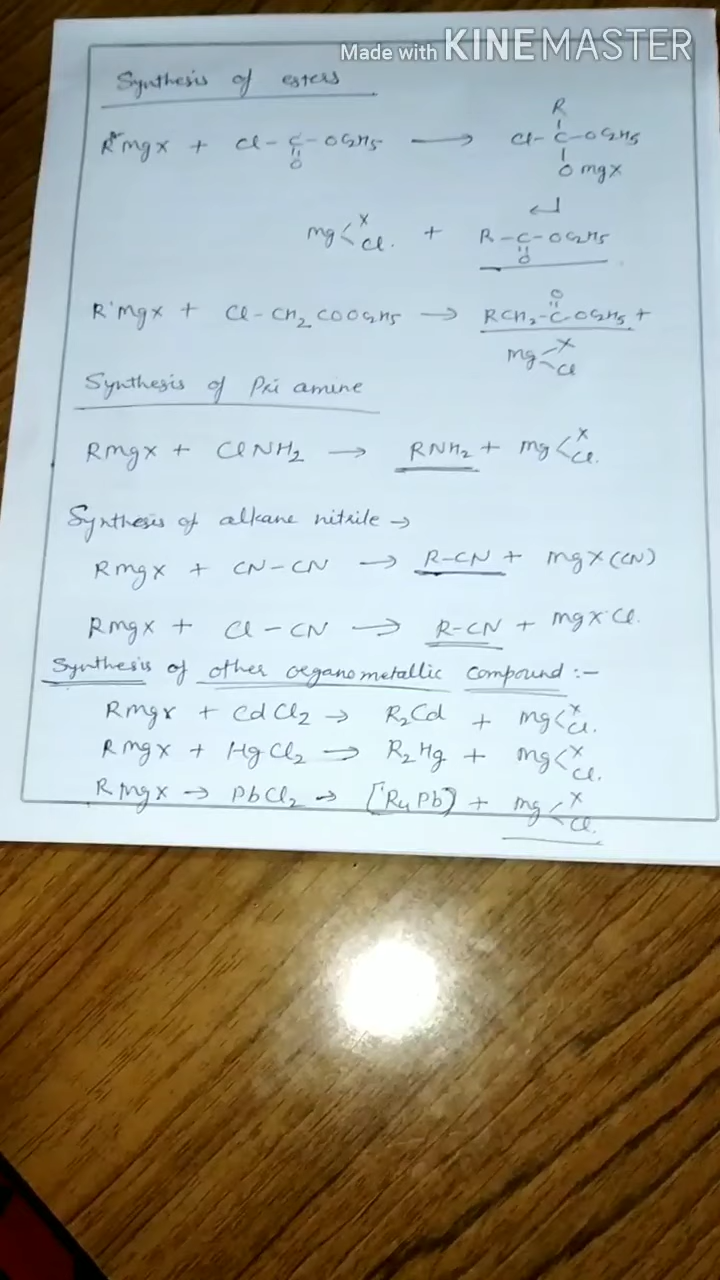 Made with KINEMASTER
Synthesis of esters
RMgX + Cl-C-OC2H5 → Cl-C-OC2H5
R
O
O MgX
Mg<X Cl. + R-C-OC2H5
O
R'MgX + Cl-CH2COOC2H5 → RCH2-C-OC2H5 +
O
Mg<X Cl
Synthesis of Pri amine
RMgX + ClNH2 → RNH2 + Mg<X Cl.
Synthesis of alkane nitrile →
RMgX + CN-CN → R-CN + MgX(CN)
RMgX + Cl-CN → R-CN + MgXCl.
Synthesis of other organometallic compound :-
RMgX + CdCl2 → R2Cd + Mg<X Cl.
RMgX + HgCl2 → R2Hg + Mg<X Cl.
RMgX → PbCl2 → [R4Pb] + Mg<X Cl.